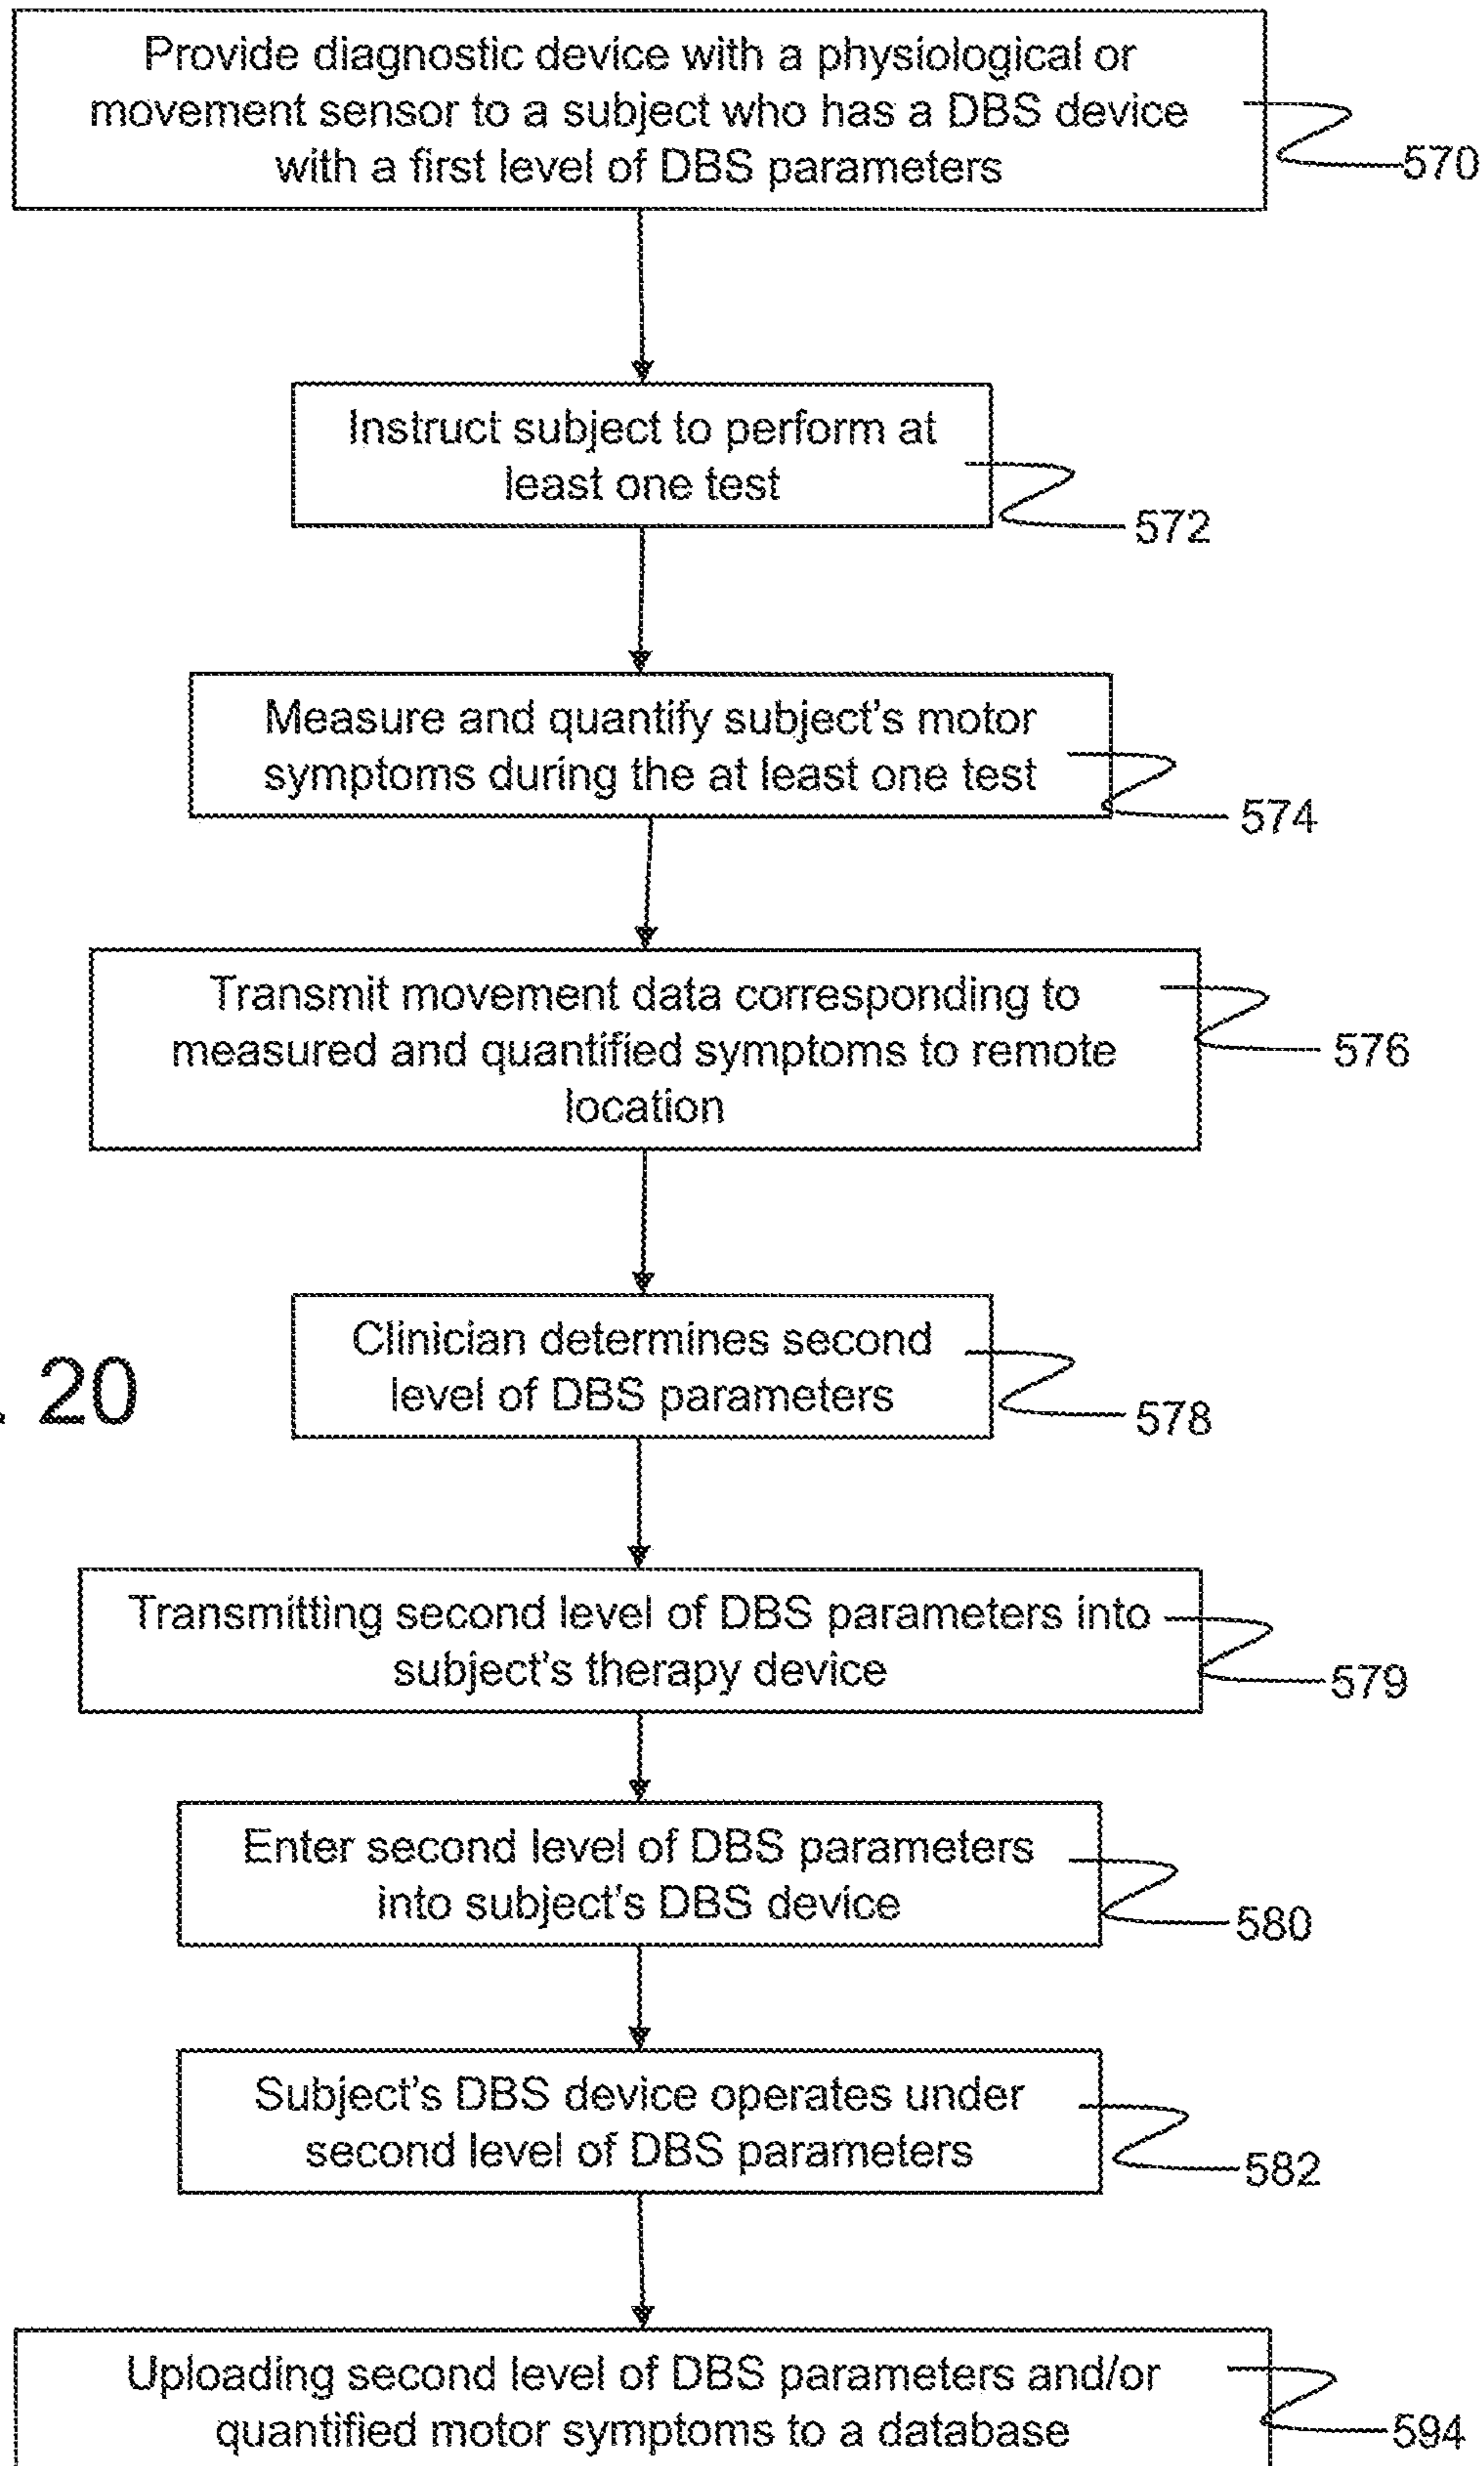 Provide diagnostic device with a physiological or
movement sensor to a subject who has a DBS device
with a first level of DBS parameters
570
Instruct subject to perform at
least one test
572
Measure and quantify subject's motor
symptoms during the at least one test
574
Transmit movement data corresponding to
measured and quantified symptoms to remote
location
576
20
Clinician determines second
level of DBS parameters
578
Transmitting second level of DBS parameters into
subject's therapy device
579
Enter second level of DBS parameters
into subject's DBS device
580
Subject's DBS device operates under
second level of DBS parameters
582
Uploading second level of DBS parameters and/or
quantified motor symptoms to a database
594